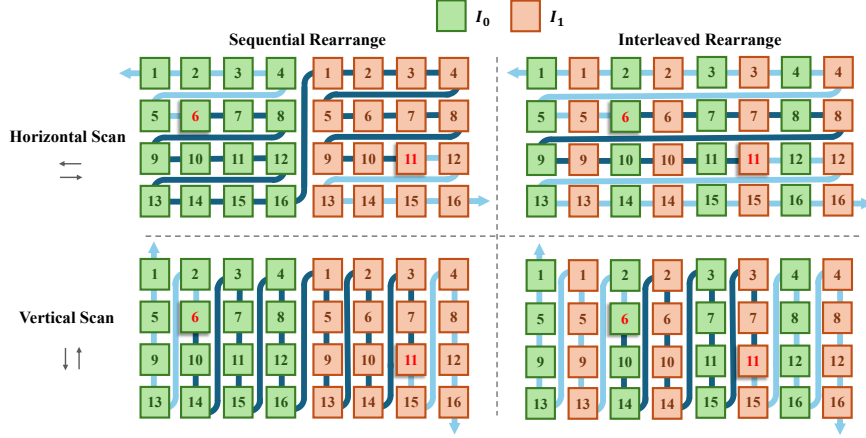 I₀ I₁
Sequential Rearrange Interleaved Rearrange
1 2 3 4 1 2 3 4 1 1 2 2 3 3 4 4
5 6 7 8 5 6 7 8 5 5 6 6 7 7 8 8
Horizontal Scan
9 10 11 12 9 10 11 12 9 9 10 10 11 11 12 12
13 14 15 16 13 14 15 16 13 13 14 14 15 15 16 16
1 2 3 4 1 2 3 4 1 1 2 2 3 3 4 4
Vertical Scan
5 6 7 8 5 6 7 8 5 5 6 6 7 7 8 8
9 10 11 12 9 10 11 12 9 9 10 10 11 11 12 12
13 14 15 16 13 14 15 16 13 13 14 14 15 15 16 16